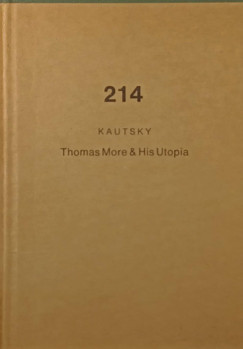 214
KAUTSKY
Thomas More & His Utopia